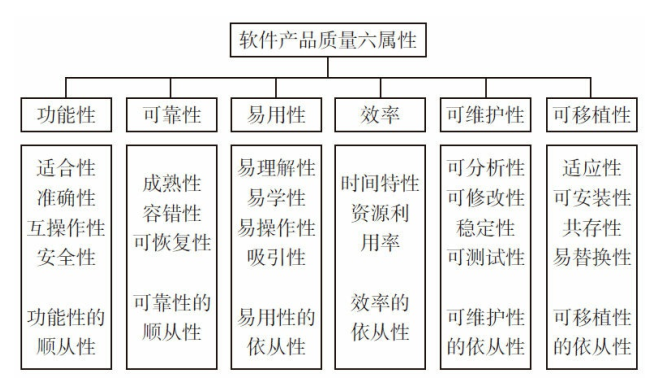 软件产品质量六属性
功能性
可靠性
易用性
效率
可维护性
可移植性
适合性
准确性
互操作性
安全性
功能性的
顺从性
成熟性
容错性
可恢复性
可靠性的
顺从性
易理解性
易学性
易操作性
吸引性
易用性的
依从性
时间特性
资源利
用率
效率的
依从性
可分析性
可修改性
稳定性
可测试性
可维护性
的依从性
适应性
可安装性
共存性
易替换性
可移植性
的依从性